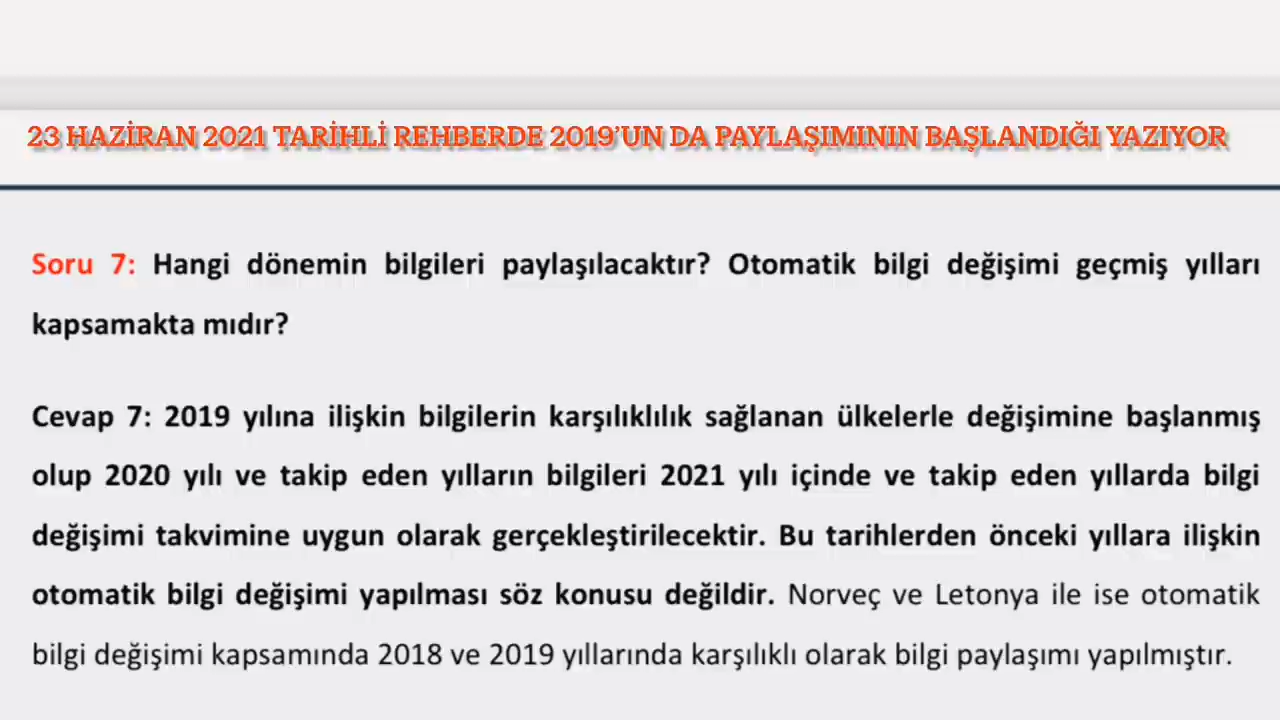 23 HAZİRAN 2021 TARİHLİ REHBERDE 2019'UN DA PAYLAŞIMININ BAŞLANDIĞI YAZIYOR
Soru 7: Hangi dönemin bilgileri paylaşılacaktır? Otomatik bilgi değişimi geçmiş yılları
kapsamakta mıdır?
Cevap 7: 2019 yılına ilişkin bilgilerin karşılıklılık sağlanan ülkelerle değişimine başlanmış
olup 2020 yılı ve takip eden yılların bilgileri 2021 yılı içinde ve takip eden yıllarda bilgi
değişimi takvimine uygun olarak gerçekleştirilecektir. Bu tarihlerden önceki yıllara ilişkin
otomatik bilgi değişimi yapılması söz konusu değildir. Norveç ve Letonya ile ise otomatik
bilgi değişimi kapsamında 2018 ve 2019 yıllarında karşılıklı olarak bilgi paylaşımı yapılmıştır.